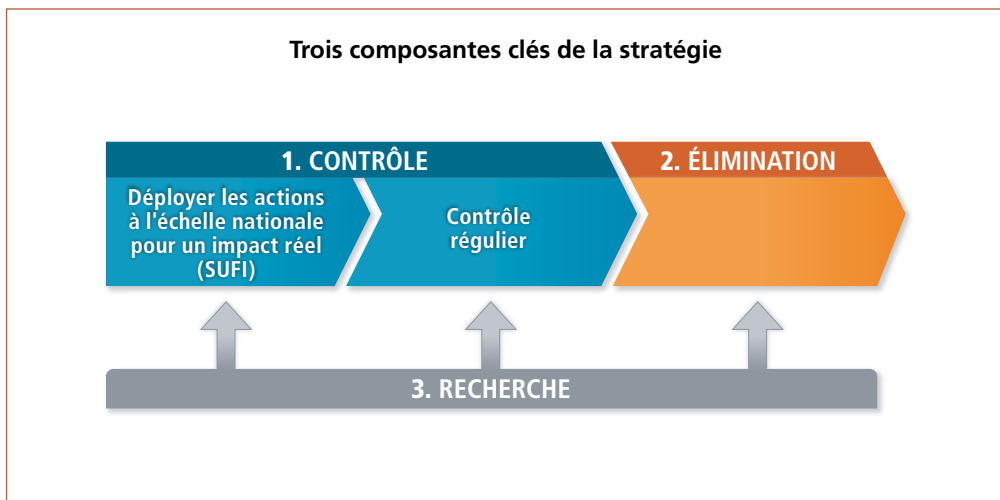 Trois composantes clés de la stratégie
1. CONTRÔLE
2. ÉLIMINATION
Déployer les actions
à l'échelle nationale
pour un impact réel
(SUFI)
Contrôle
régulier
3. RECHERCHE